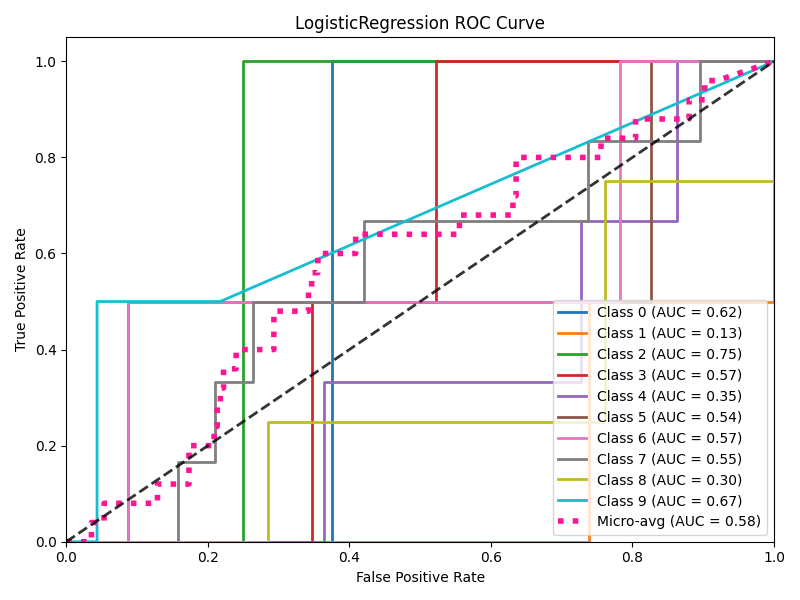 LogisticRegression ROC Curve
True Positive Rate
1.0
0.8
0.6
0.4
0.2
0.0
Class 0 (AUC = 0.62)
Class 1 (AUC = 0.13)
Class 2 (AUC = 0.75)
Class 3 (AUC = 0.57)
Class 4 (AUC = 0.35)
Class 5 (AUC = 0.54)
Class 6 (AUC = 0.57)
Class 7 (AUC = 0.55)
Class 8 (AUC = 0.30)
Class 9 (AUC = 0.67)
Micro-avg (AUC = 0.58)
0.0 0.2 0.4 0.6 0.8 1.0
False Positive Rate